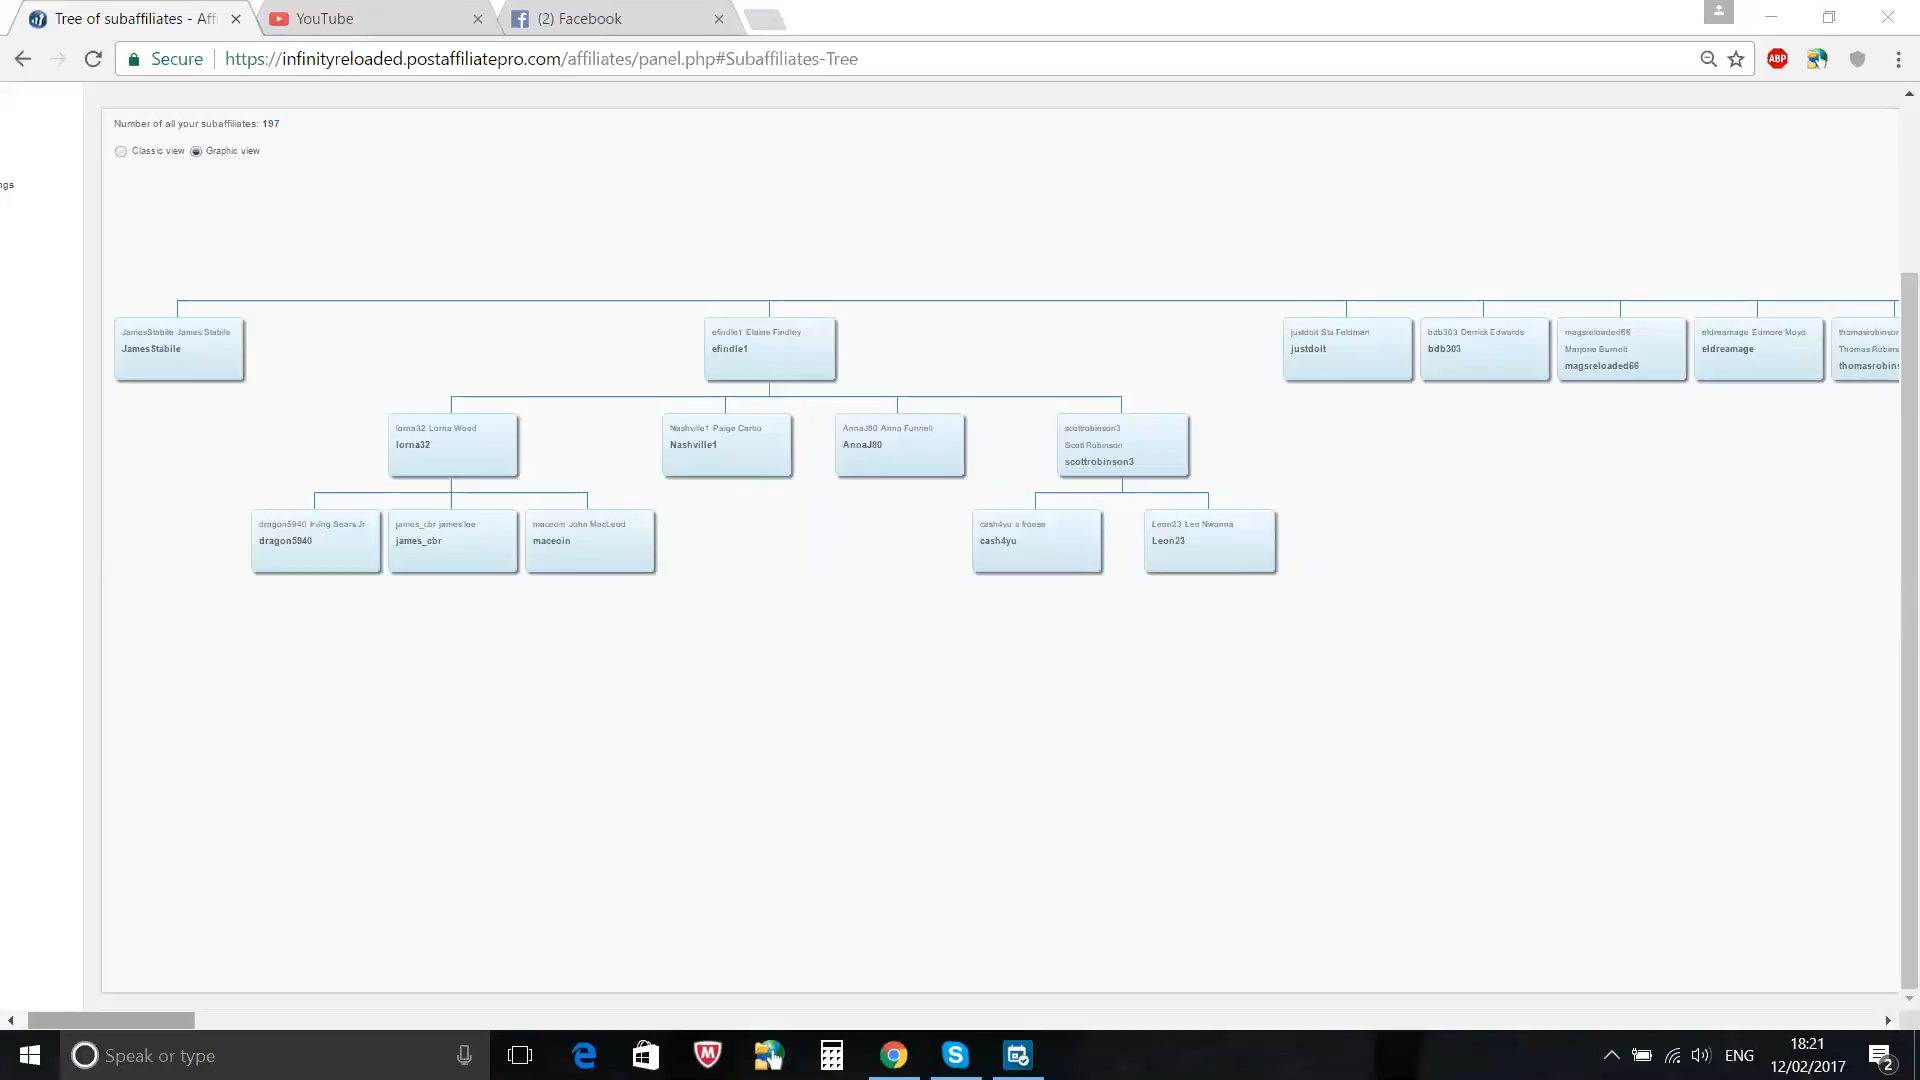 Tree of subaffiliates - Aff
YouTube
(2) Facebook
Secure
https://infinityreloaded.postaffiliatepro.com/affiliates/panel.php#Subaffiliates-Tree
ABP
Number of all your subaffiliates: 197
Classic view
Graphic view
ngs
JamesStabile James Stabile
JamesStabile
efindle1 Elaine Findley
efindle1
justdoit Stu Feldman
justdoit
bdb303 Derrick Edwards
bdb303
magsreloaded66
Marjorie Burnett
magsreloaded66
eldreamage Edmore Moyo
eldreamage
thomasrobinson
Thomas Robins
thomasrobins
lorna32 Lorna Wood
lorna32
Nashville1 Paige Carbo
Nashville1
AnnaJ80 Anna Funnell
AnnaJ80
scottrobinson3
Scott Robinson
scottrobinson3
dragon5940 Irving Sears Jr
dragon5940
james_cbr james lee
james_cbr
maceoin John MacLeod
maceoin
cash4yu a froese
cash4yu
Leon23 Leo Nwanna
Leon23
Speak or type
ENG
18:21
12/02/2017
2